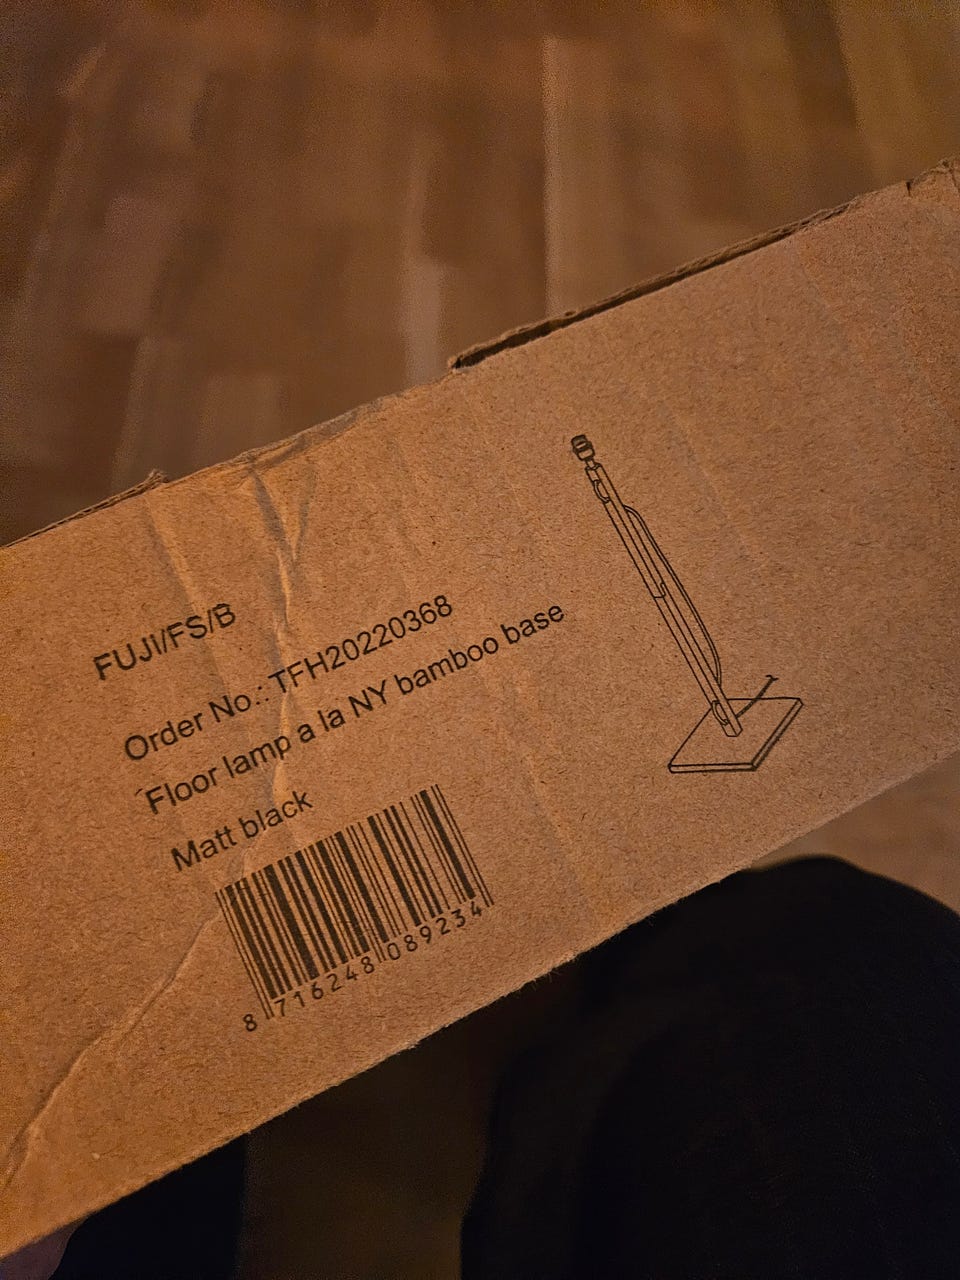 FUJI/FS/B
Order No.: TFH20220368
Floor lamp a la NY bamboo base
Matt black
8 716248 089234